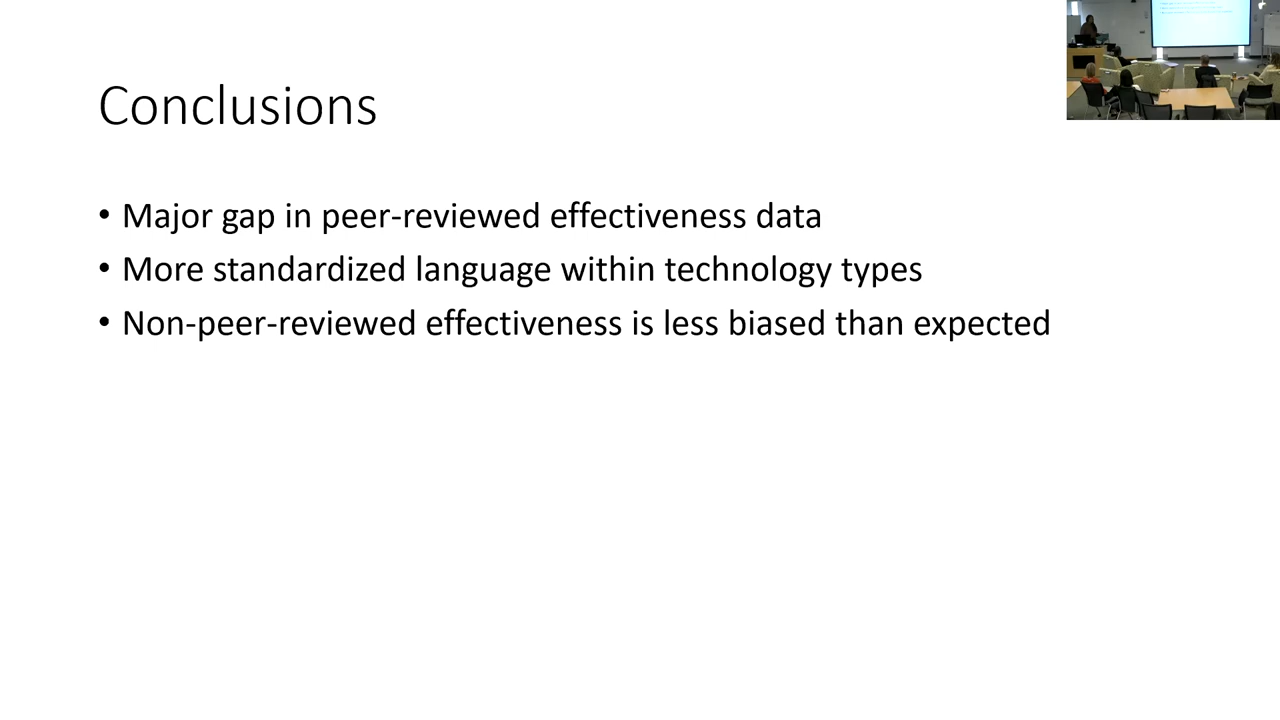 Conclusions
• Major gap in peer-reviewed effectiveness data
• More standardized language within technology types
• Non-peer-reviewed effectiveness is less biased than expected